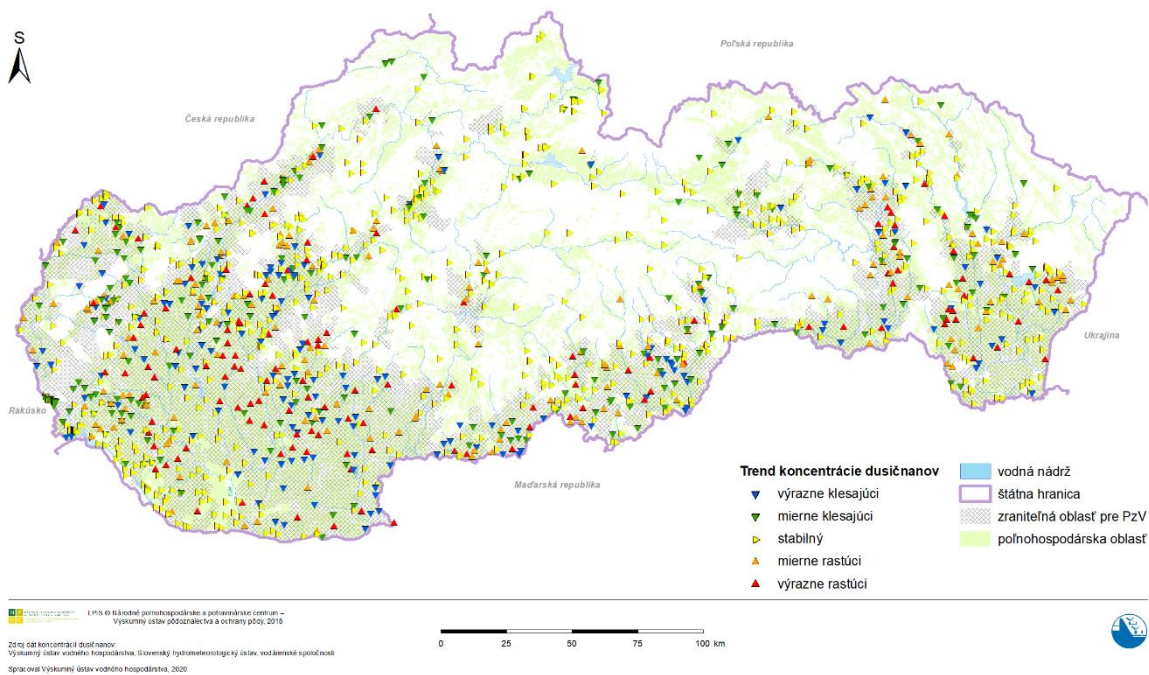 S
Poľská republika
Česká republika
Ukrajina
Rakúsko
Maďarská republika
Trend koncentrácie dusičnanov
výrazne klesajúci
mierne klesajúci
stabilný
mierne rastúci
výrazne rastúci
vodná nádrž
štátna hranica
zraniteľná oblasť pre PzV
poľnohospodárska oblasť
LPIS © Národné poľnohospodárske a potravinárske centrum –
Výskumný ústav pôdoznalectva a ochrany pôdy, 2018
0 25 50 75 100 km
Zdroj dát koncentrácií dusičnanov:
Výskumný ústav vodného hospodárstva, Slovenský hydrometeorologický ústav, vodárenské spoločnosti
Spracoval Výskumný ústav vodného hospodárstva, 2020